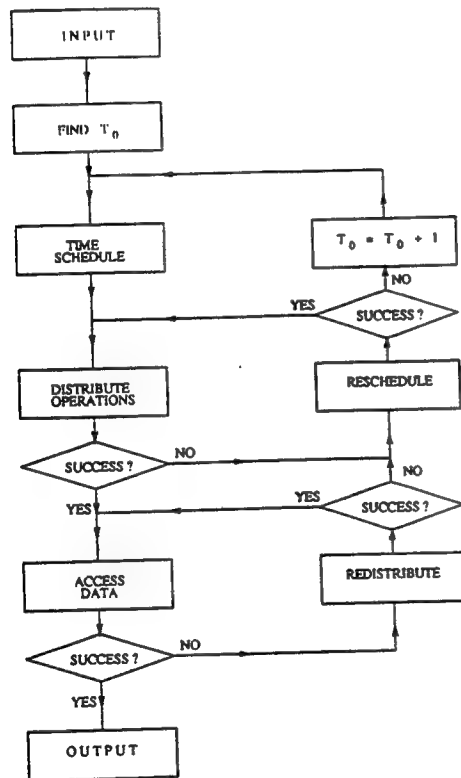 INPUT
FIND T0
TIME
SCHEDULE
T0 = T0 + 1
NO
YES
SUCCESS ?
DISTRIBUTE
OPERATIONS
RESCHEDULE
SUCCESS ?
NO
NO
YES
YES
SUCCESS ?
ACCESS
DATA
REDISTRIBUTE
SUCCESS ?
NO
YES
OUTPUT